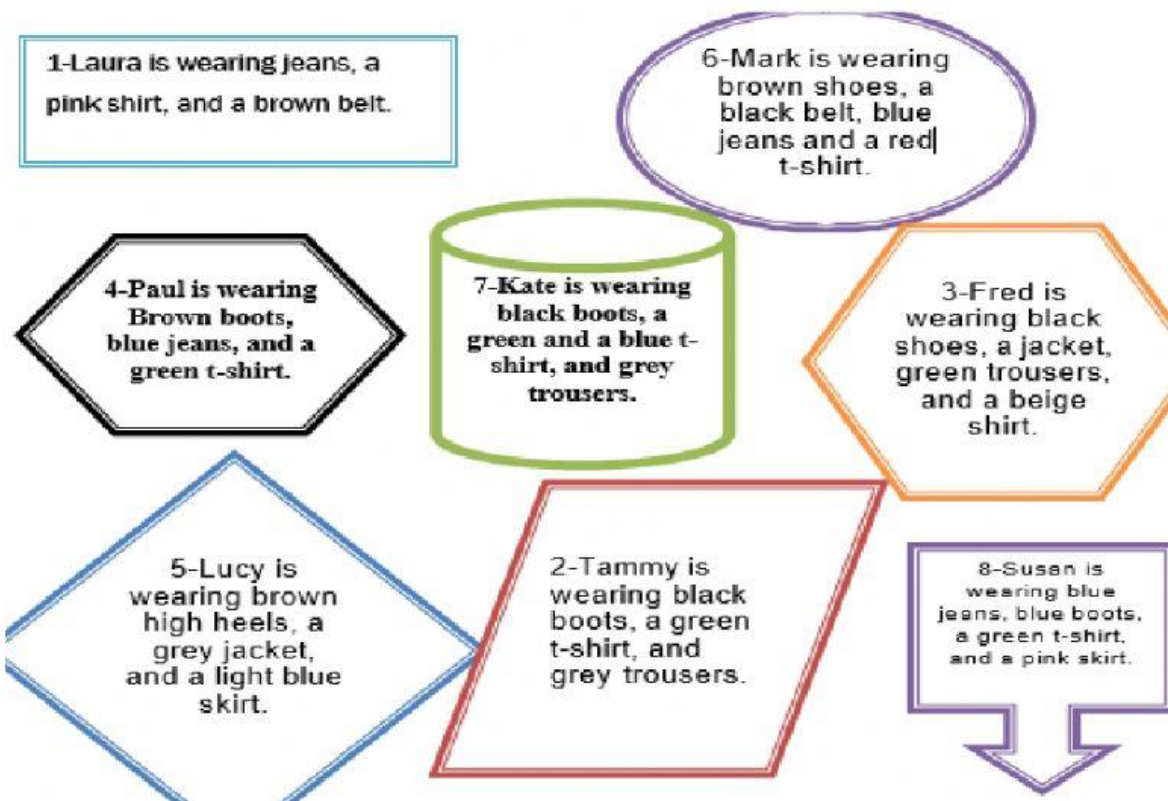 1-Laura is wearing jeans, a
pink shirt, and a brown belt.
6-Mark is wearing
brown shoes, a
black belt, blue
jeans and a red
t-shirt.
4-Paul is wearing
Brown boots,
blue jeans, and a
green t-shirt.
7-Kate is wearing
black boots, a
green and a blue t-
shirt, and grey
trousers.
3-Fred is
wearing black
shoes, a jacket,
green trousers,
and a beige
shirt.
5-Lucy is
wearing brown
high heels, a
grey jacket,
and a light blue
skirt.
2-Tammy is
wearing black
boots, a green
t-shirt, and
grey trousers.
8-Susan is
wearing blue
jeans, blue boots,
a green t-shirt,
and a pink skirt.